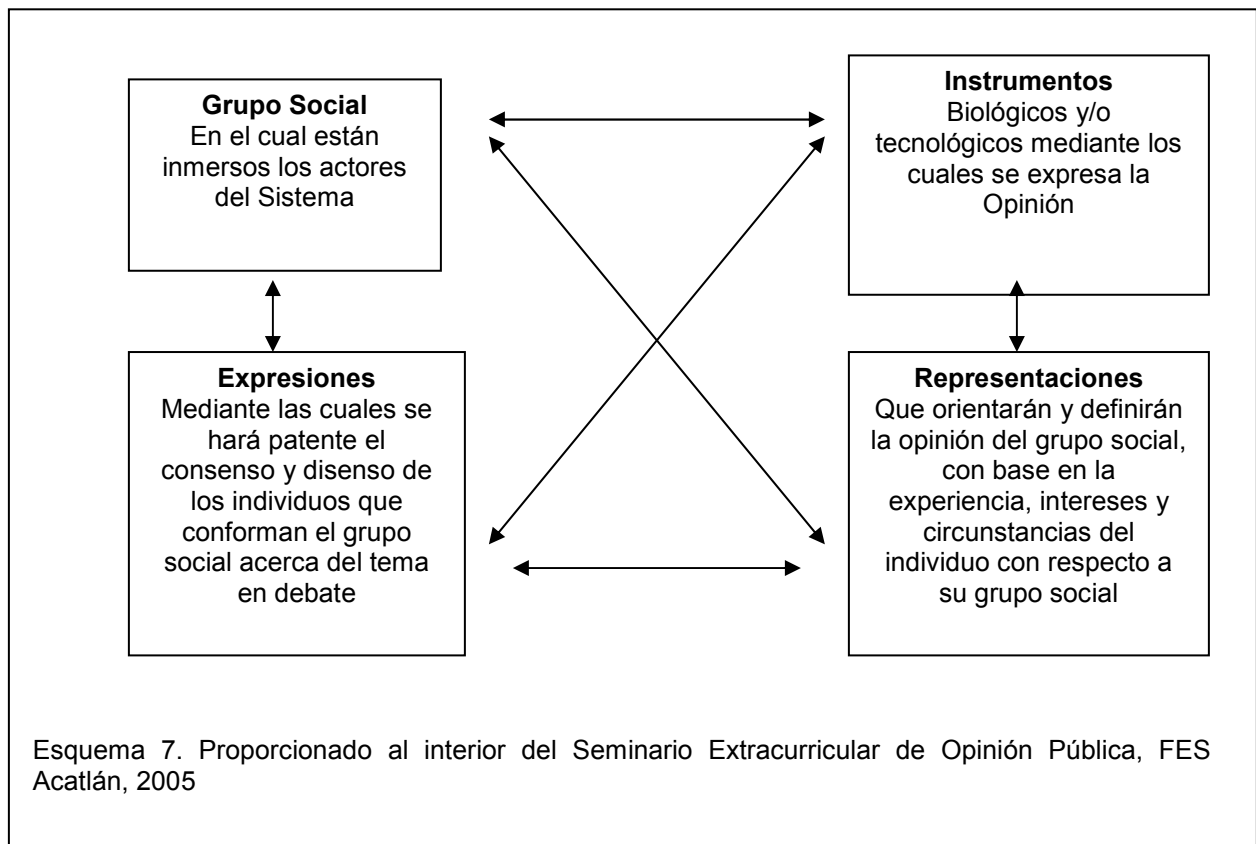 Grupo Social
En el cual están
inmersos los actores
del Sistema
Instrumentos
Biológicos y/o
tecnológicos mediante los
cuales se expresa la
Opinión
Expresiones
Mediante las cuales se
hará patente el
consenso y disenso de
los individuos que
conforman el grupo
social acerca del tema
en debate
Representaciones
Que orientarán y definirán
la opinión del grupo social,
con base en la
experiencia, intereses y
circunstancias del
individuo con respecto a
su grupo social
Esquema 7. Proporcionado al interior del Seminario Extracurricular de Opinión Pública, FES
Acatlán, 2005